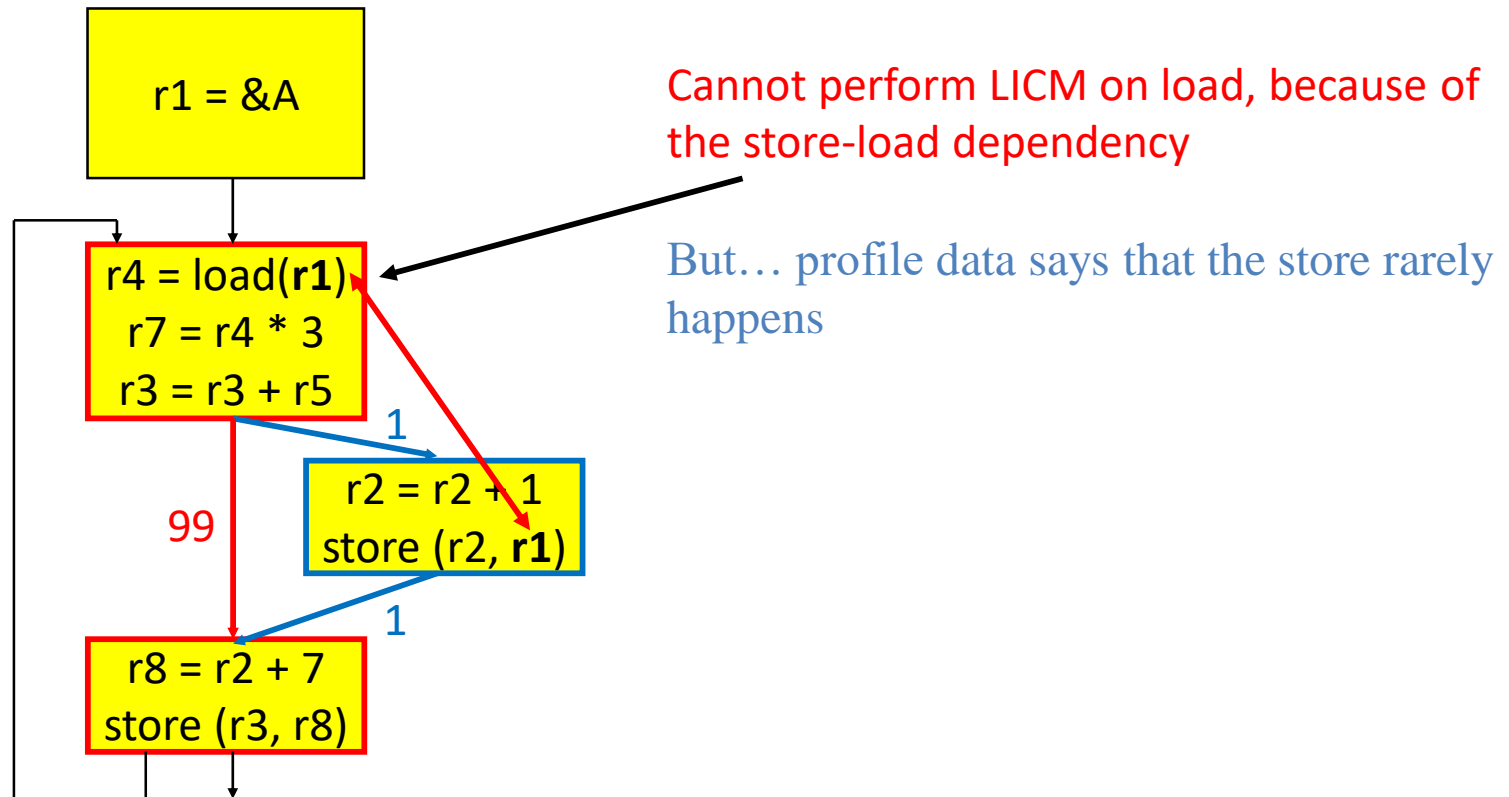 r1 = &A
Cannot perform LICM on load, because of
the store-load dependency
But… profile data says that the store rarely
happens
r4 = load(r1)
r7 = r4 * 3
r3 = r3 + r5
1
r2 = r2 + 1
store (r2, r1)
99
1
r8 = r2 + 7
store (r3, r8)